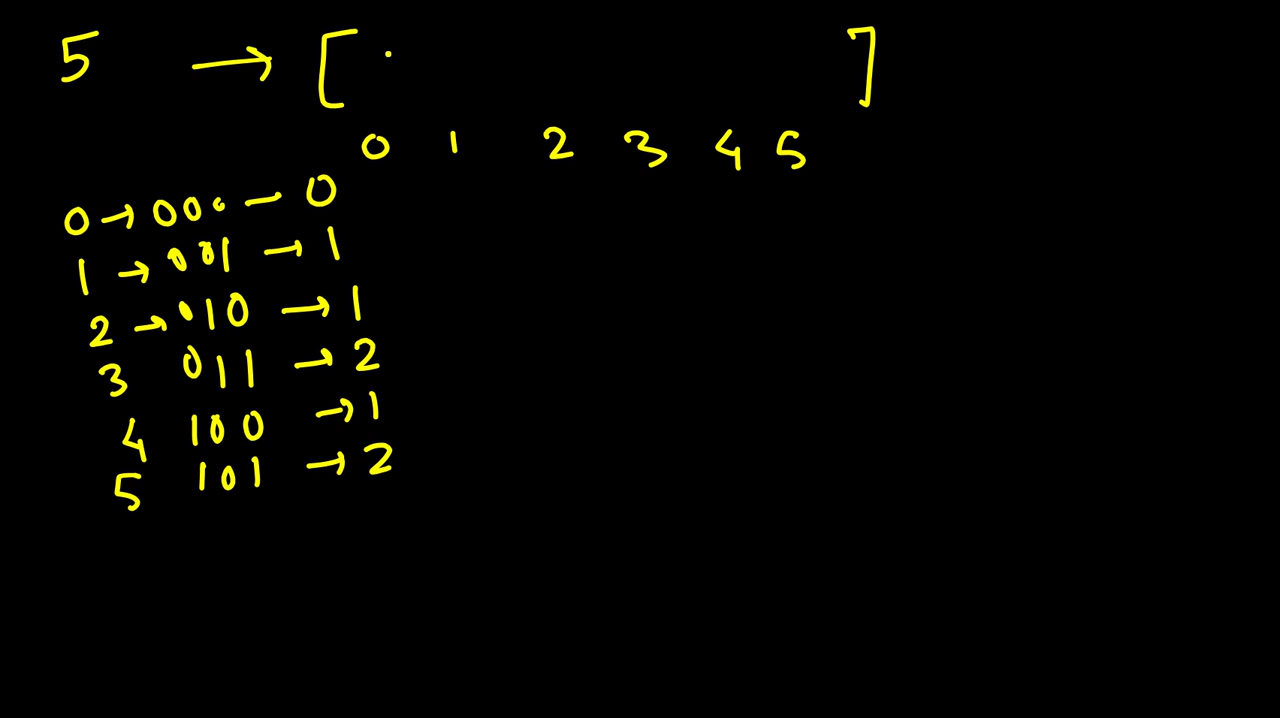 5 → [ . ]
0 1 2 3 4 5
0 → 000 — 0
1 → 001 → 1
2 → 010 → 1
3 011 → 2
4 100 → 1
5 101 → 2